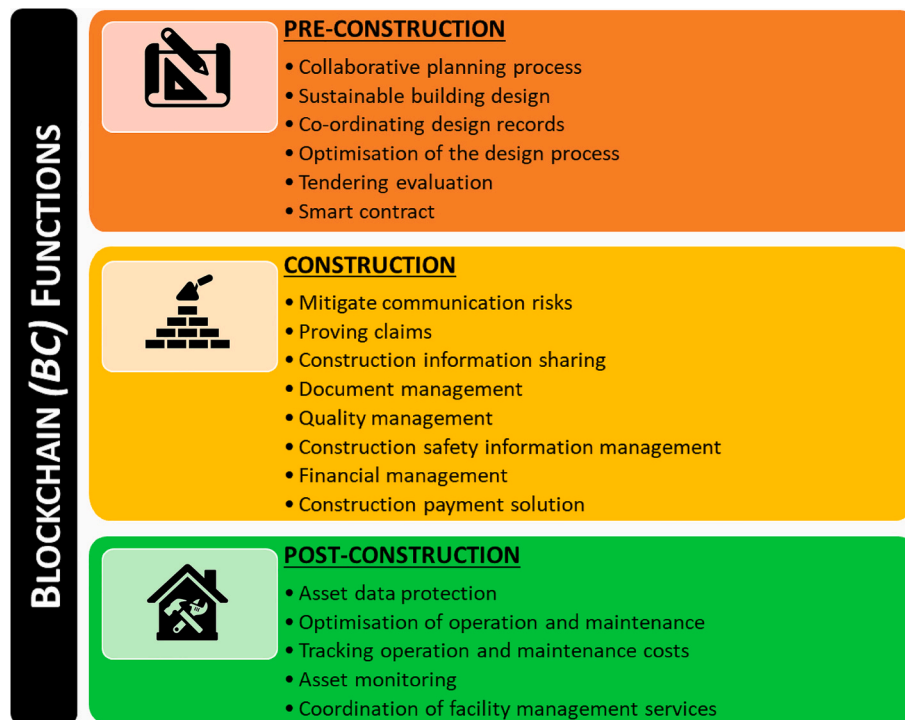 BLOCKCHAIN (BC) FUNCTIONS
PRE-CONSTRUCTION
• Collaborative planning process
• Sustainable building design
• Co-ordinating design records
• Optimisation of the design process
• Tendering evaluation
• Smart contract
CONSTRUCTION
• Mitigate communication risks
• Proving claims
• Construction information sharing
• Document management
• Quality management
• Construction safety information management
• Financial management
• Construction payment solution
POST-CONSTRUCTION
• Asset data protection
• Optimisation of operation and maintenance
• Tracking operation and maintenance costs
• Asset monitoring
• Coordination of facility management services